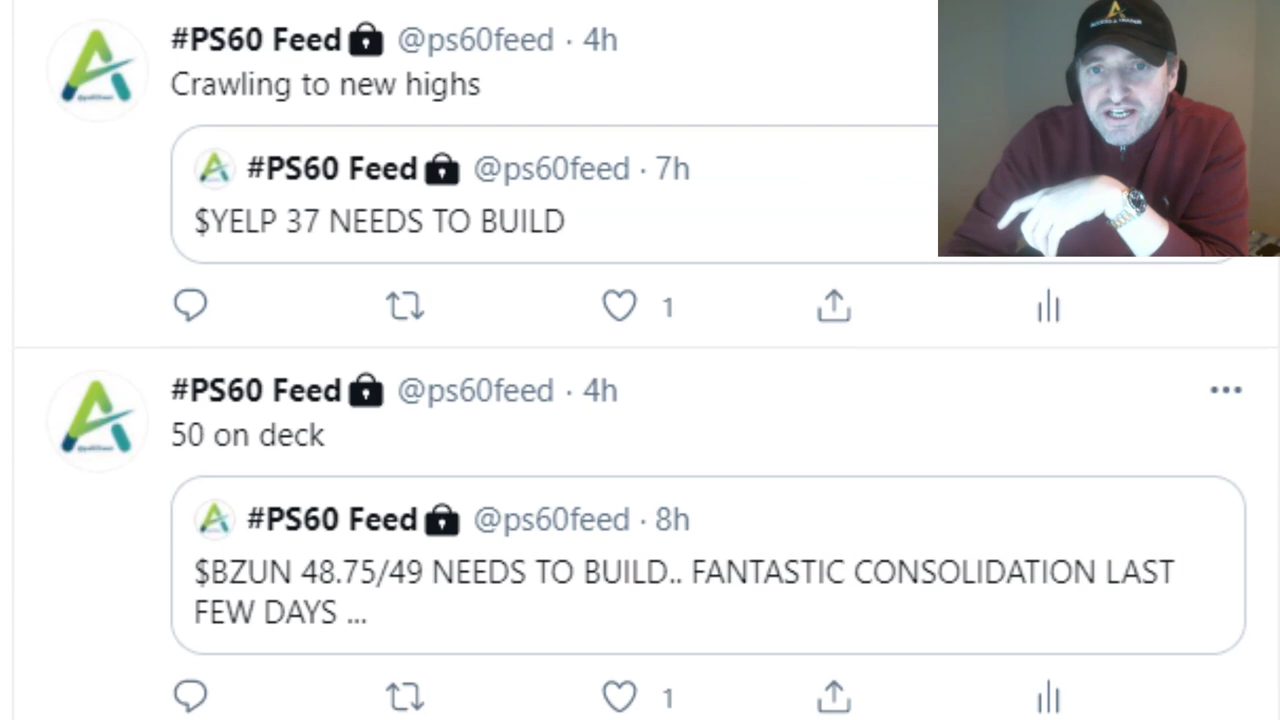 #PS60 Feed @ps60feed · 4h
Crawling to new highs
#PS60 Feed @ps60feed · 7h
$YELP 37 NEEDS TO BUILD
1
#PS60 Feed @ps60feed · 4h
50 on deck
#PS60 Feed @ps60feed · 8h
$BZUN 48.75/49 NEEDS TO BUILD.. FANTASTIC CONSOLIDATION LAST
FEW DAYS ...
1